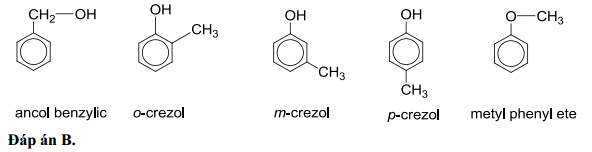 CH₂—OH OH CH₃ OH CH₃ OH CH₃ O—CH₃
ancol benzylic o-crezol m-crezol p-crezol metyl phenyl ete
Đáp án B.